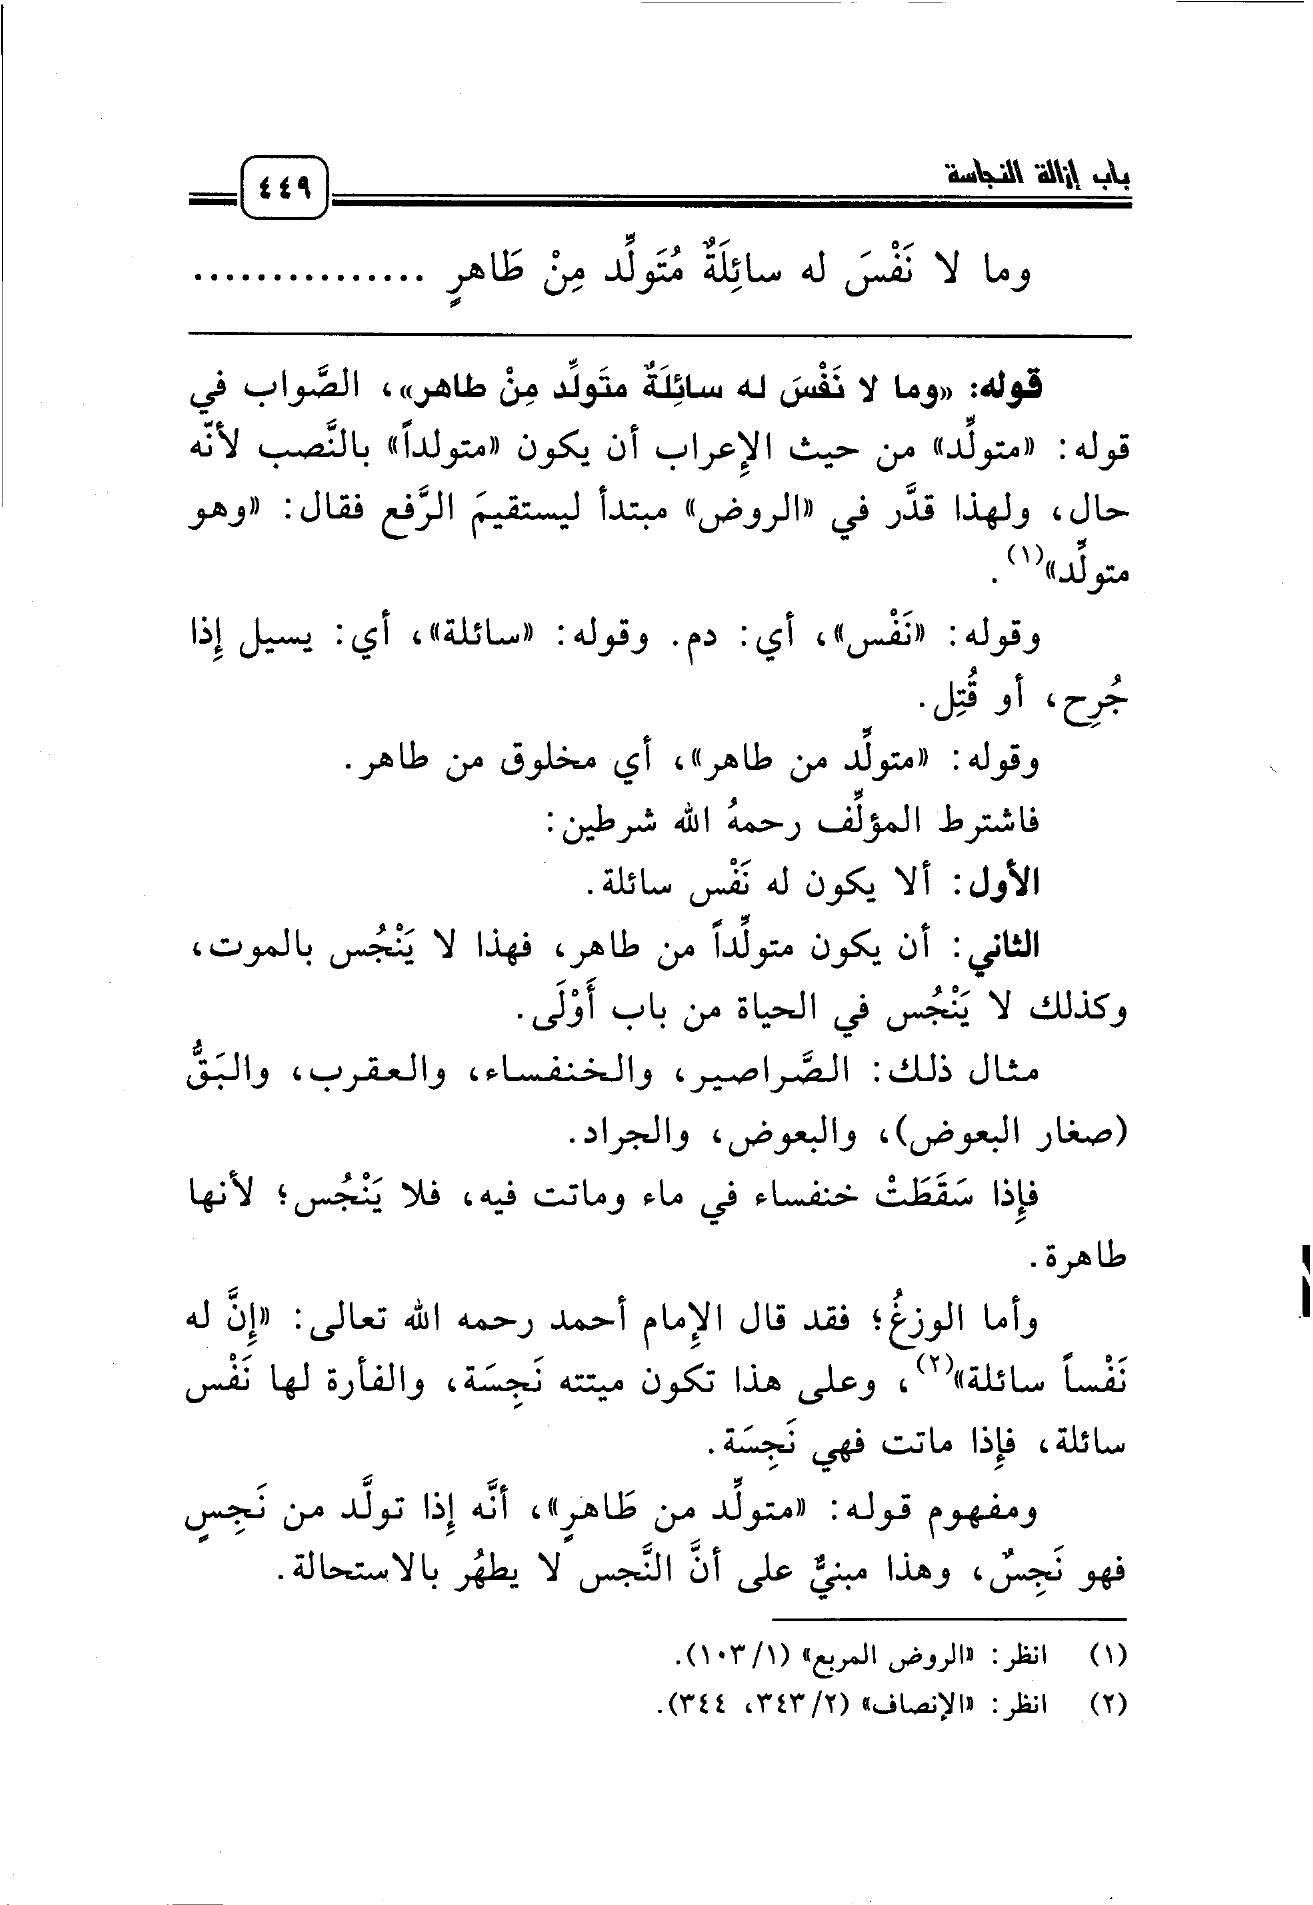 باب إزالة النجاسة
٤٤٩
وما لا نَفْسَ له سائِلَةٌ مُتَولِّد مِنْ طَاهرٍ ...............
قوله: «وما لا نَفْسَ له سائِلَةٌ متَولِّد مِنْ طاهر»، الصَّواب في
قوله: «متولِّد» من حيث الإعراب أن يكون «متولداً» بالنَّصب لأنّه
حال، ولهذا قدَّر في «الروض» مبتدأ ليستقيمَ الرَّفع فقال: «وهو
متولِّد»(١).
وقوله: «نَفْس»، أي: دم. وقوله: «سائلة»، أي: يسيل إذا
جُرِح، أو قُتِل.
وقوله: «متولِّد من طاهر»، أي مخلوق من طاهر.
فاشترط المؤلِّف رحمهُ الله شرطين:
الأول: ألا يكون له نَفْس سائلة.
الثاني: أن يكون متولِّداً من طاهر، فهذا لا يَنْجُس بالموت،
وكذلك لا يَنْجُس في الحياة من باب أَوْلَى.
مثال ذلك: الصَّراصير، والخنفساء، والعقرب، والبَقُّ
(صغار البعوض)، والبعوض، والجراد.
فإِذا سَقَطَتْ خنفساء في ماء وماتت فيه، فلا يَنْجُس؛ لأنها
طاهرة.
وأما الوزغُ؛ فقد قال الإمام أحمد رحمه الله تعالى: «إِنَّ له
نَفْساً سائلة»(٢)، وعلى هذا تكون ميتته نَجِسَة، والفأرة لها نَفْس
سائلة، فإِذا ماتت فهي نَجِسَة.
ومفهوم قوله: «متولِّد من طَاهرٍ»، أنَّه إِذا تولَّد من نَجِسٍ
فهو نَجِسٌ، وهذا مبنيٌّ على أنَّ النَّجس لا يطهُر بالاستحالة.
(١) انظر: «الروض المربع» (١/١٠٣).
(٢) انظر: «الإنصاف» (٢/٣٤٣، ٣٤٤).